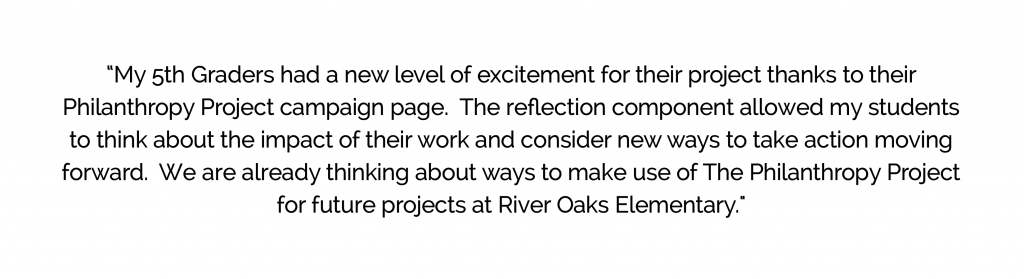 “My 5th Graders had a new level of excitement for their project thanks to their
Philanthropy Project campaign page.  The reflection component allowed my students
to think about the impact of their work and consider new ways to take action moving
forward.  We are already thinking about ways to make use of The Philanthropy Project
for future projects at River Oaks Elementary."